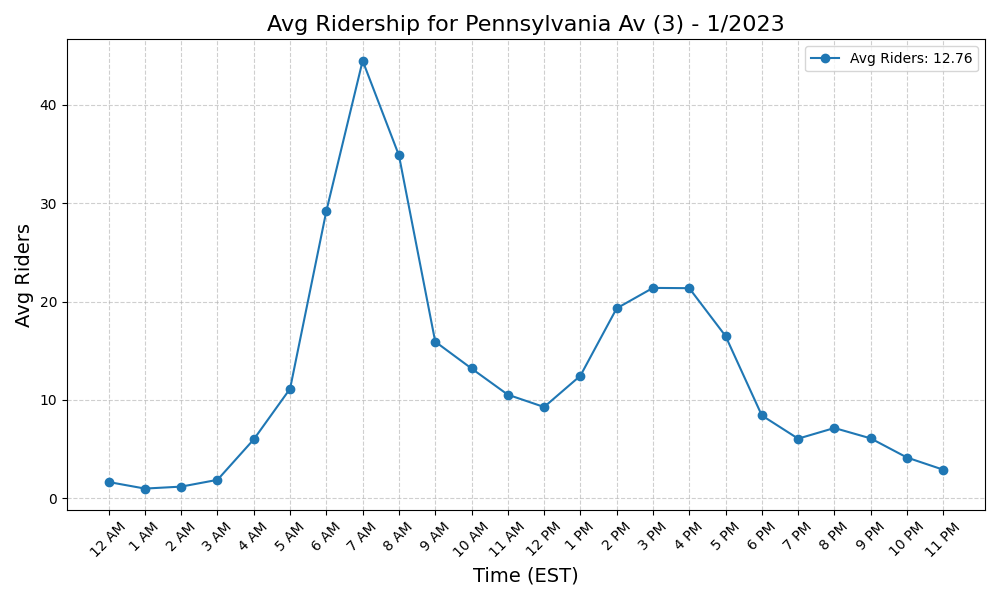 Avg Ridership for Pennsylvania Av (3) - 1/2023
Avg Riders: 12.76
Avg Riders
40
30
20
10
0
12 AM
1 AM
2 AM
3 AM
4 AM
5 AM
6 AM
7 AM
8 AM
9 AM
10 AM
11 AM
12 PM
1 PM
2 PM
3 PM
4 PM
5 PM
6 PM
7 PM
8 PM
9 PM
10 PM
11 PM
Time (EST)